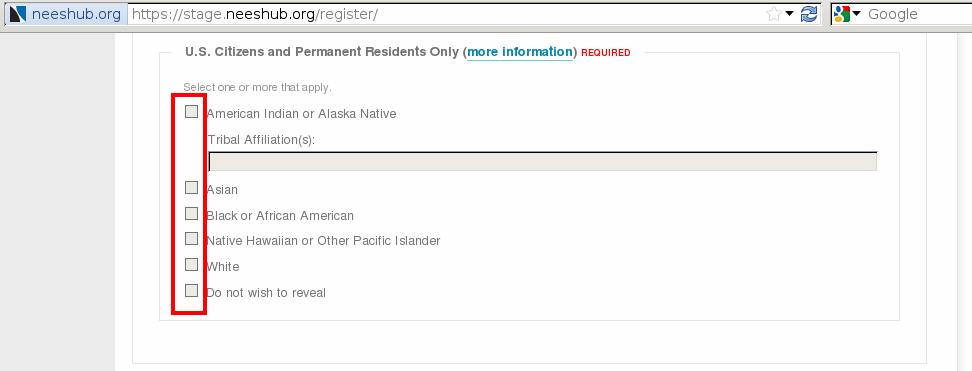 neeshub.org https://stage.neeshub.org/register/ Google
U.S. Citizens and Permanent Residents Only (more information) REQUIRED
Select one or more that apply.
American Indian or Alaska Native
Tribal Affiliation(s):
Asian
Black or African American
Native Hawaiian or Other Pacific Islander
White
Do not wish to reveal